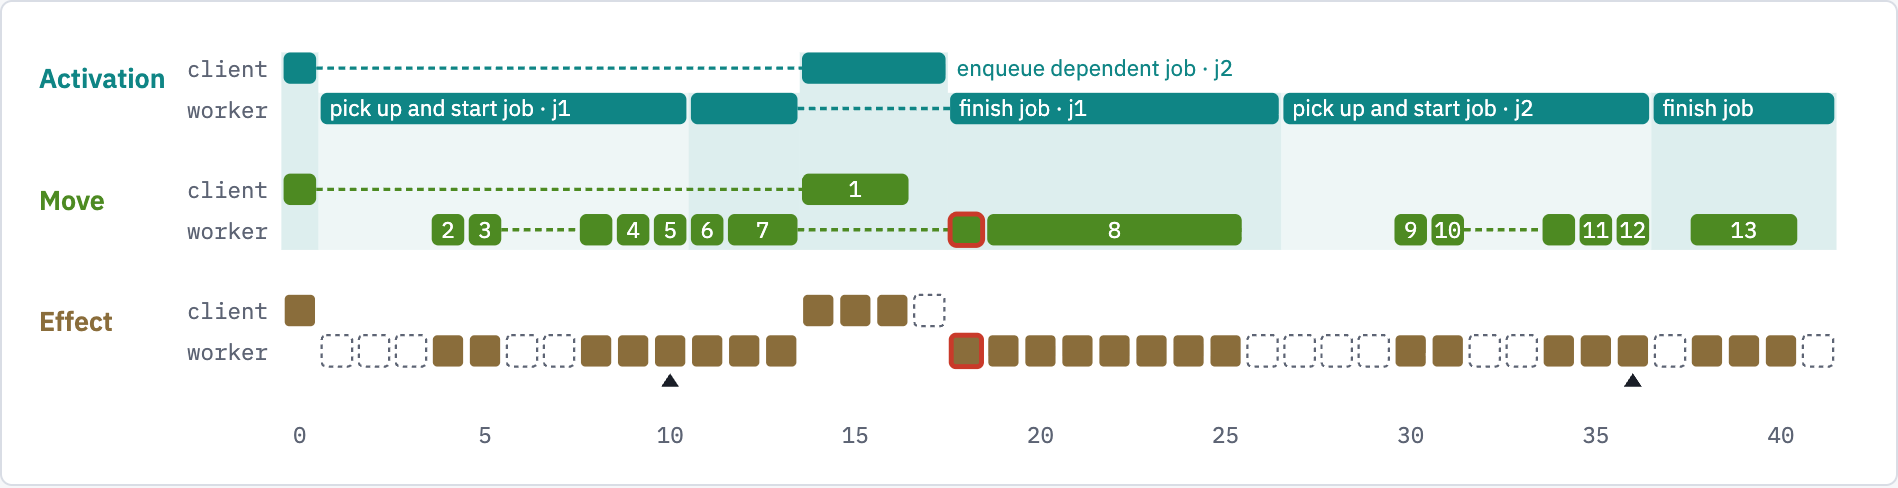 Activation
client
enqueue dependent job · j2
worker
pick up and start job · j1
finish job · j1
pick up and start job · j2
finish job
Move
client
1
worker
2 3 4 5 6 7 8 9 10 11 12 13
Effect
client
worker
0 5 10 15 20 25 30 35 40